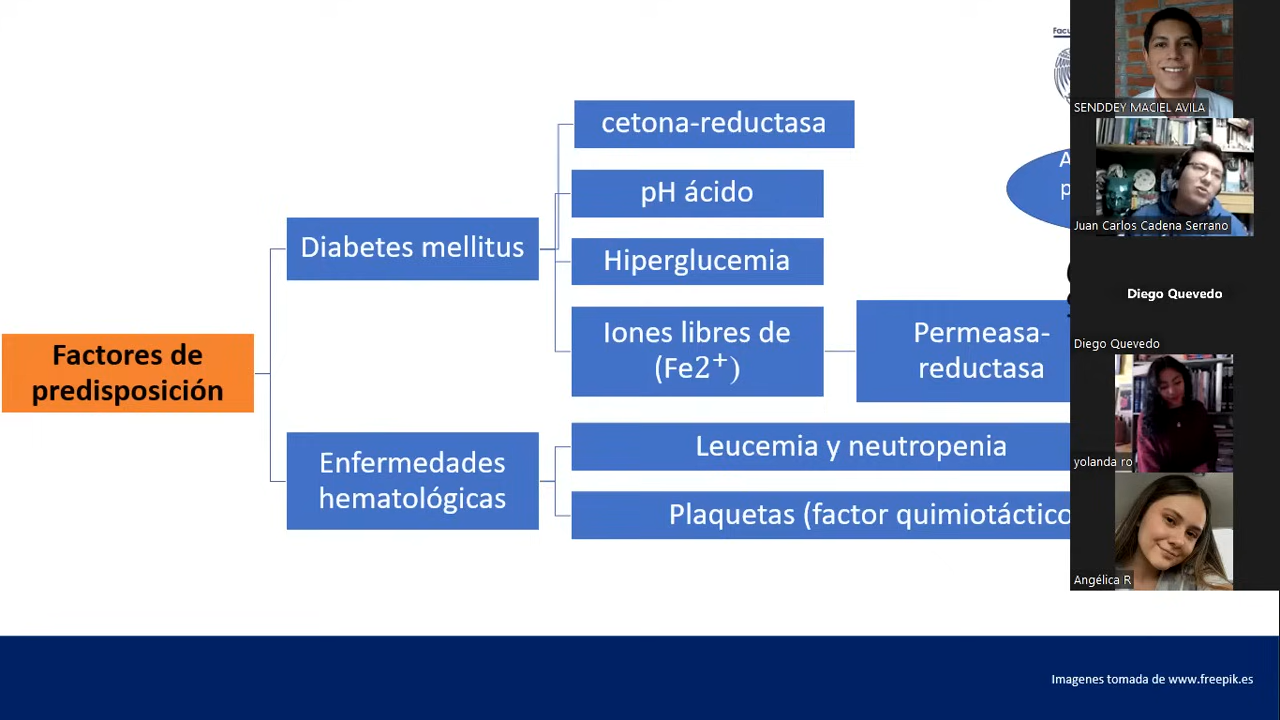 Factores de
predisposición
Diabetes mellitus
cetona-reductasa
pH ácido
Hiperglucemia
Iones libres de
(Fe2⁺)
Permeasa-
reductasa
Enfermedades
hematológicas
Leucemia y neutropenia
Plaquetas (factor quimiotáctico
SENDDEY MACIEL AVILA
Juan Carlos Cadena Serrano
Diego Quevedo
Diego Quevedo
yolanda ro
Angélica R
Imagenes tomada de www.freepik.es